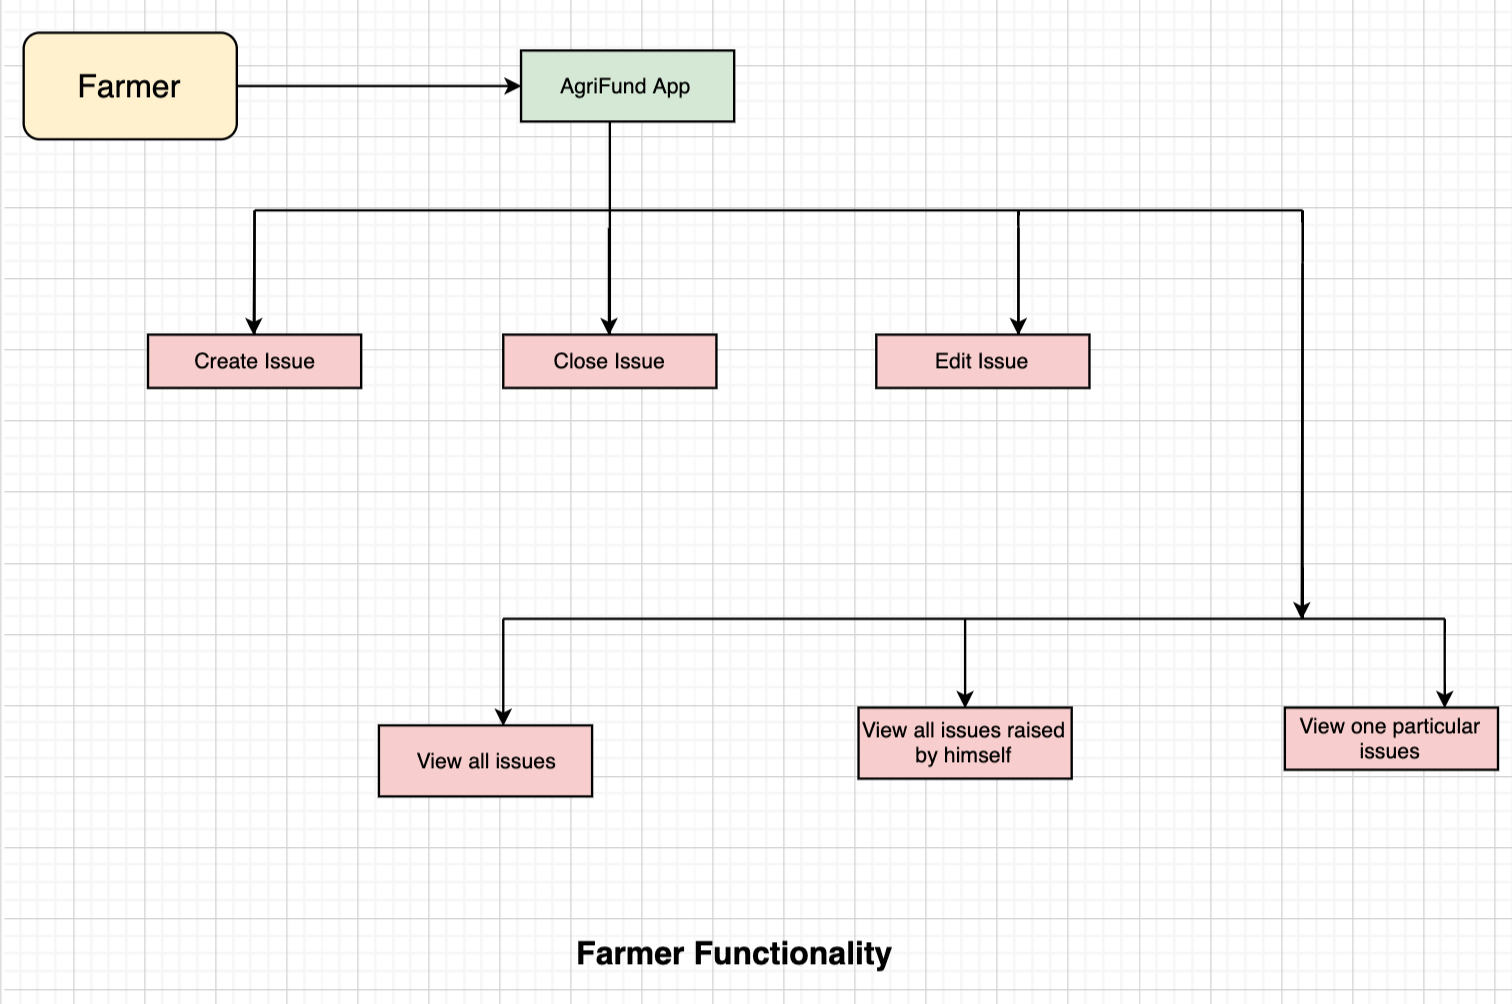 Farmer
AgriFund App
Create Issue
Close Issue
Edit Issue
View all issues
View all issues raised
by himself
View one particular
issues
Farmer Functionality